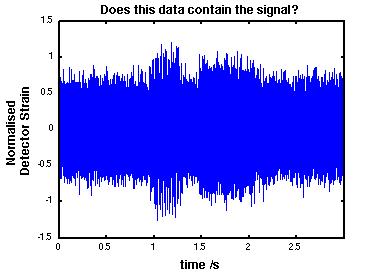 Does this data contain the signal?
1.5
1
0.5
0
-0.5
-1
-1.5
Normalised
Detector Strain
0 0.5 1 1.5 2 2.5
time /s